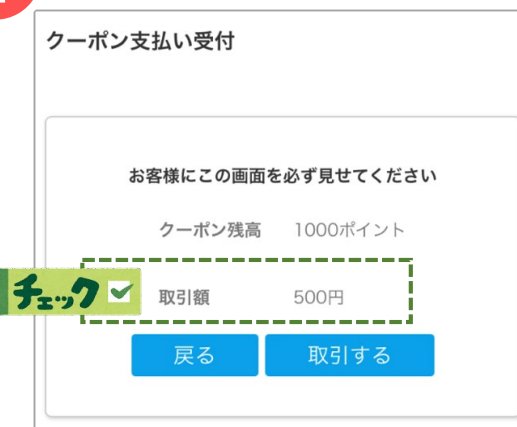 クーポン支払い受付
お客様にこの画面を必ず見せてください
クーポン残高 1000ポイント
チェック 取引額 500円
戻る 取引する